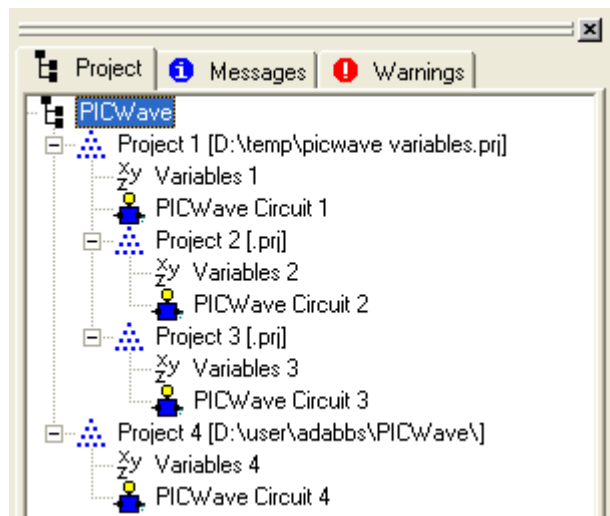 Project Messages Warnings
PICWave
Project 1 [D:\temp\picwave variables.prj]
Variables 1
PICWave Circuit 1
Project 2 [.prj]
Variables 2
PICWave Circuit 2
Project 3 [.prj]
Variables 3
PICWave Circuit 3
Project 4 [D:\user\adabbs\PICWave\]
Variables 4
PICWave Circuit 4